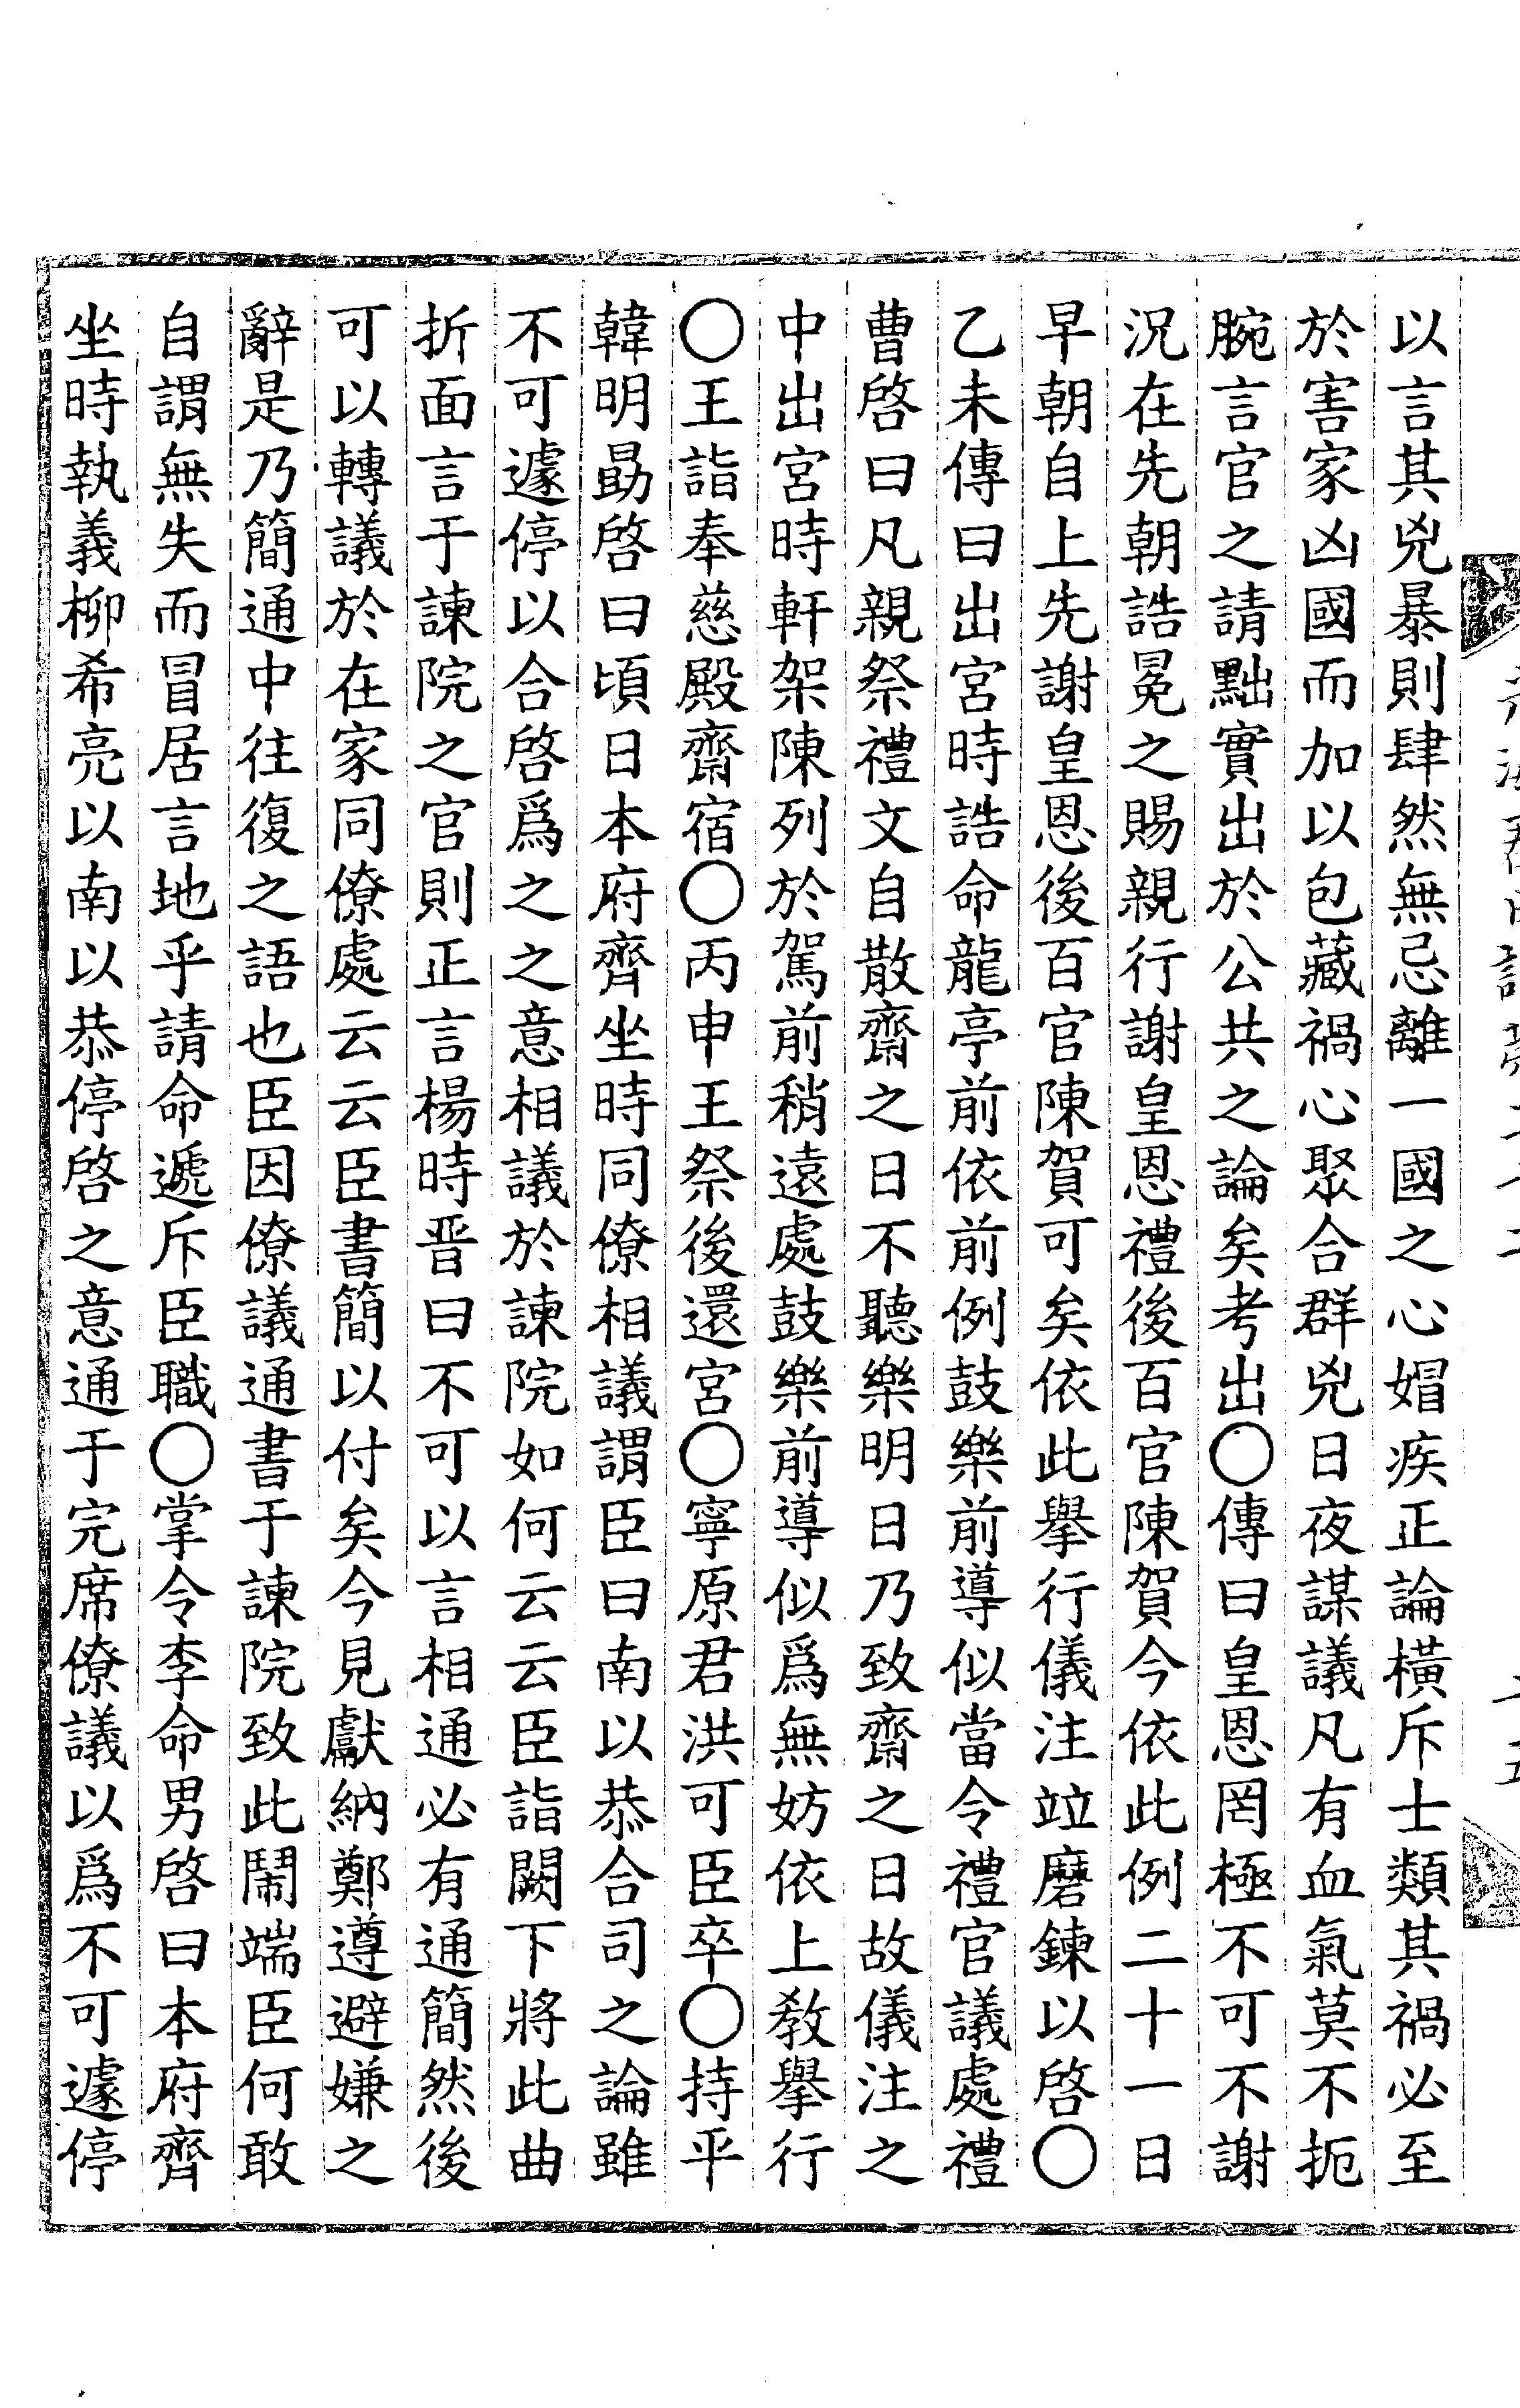 以言其兇暴則肆然無忌離一國之心媢疾正論橫斥士類其禍必至
於害家凶國而加以包藏禍心聚合群兇日夜謀議凡有血氣莫不扼
腕言官之請黜實出於公共之論矣考出〇傳曰皇恩罔極不可不謝
況在先朝誥冕之賜親行謝皇恩禮後百官陳賀今依此例二十一日
早朝自上先謝皇恩後百官陳賀可矣依此擧行儀注竝磨鍊以啓〇
乙未傳曰出宮時誥命龍亭前依前例鼓樂前導似當令禮官議處禮
曹啓曰凡親祭禮文自散齋之日不聽樂明日乃致齋之日故儀注之
中出宮時軒架陳列於駕前稍遠處鼓樂前導似爲無妨依上敎擧行
〇王詣奉慈殿齋宿〇丙申王祭後還宮〇寧原君洪可臣卒〇持平
韓明勗啓曰頃日本府齊坐時同僚相議謂臣曰南以恭合司之論雖
不可遽停以合啓爲之之意相議於諫院如何云云臣詣闕下將此曲
折面言于諫院之官則正言楊時晋曰不可以言相通必有通簡然後
可以轉議於在家同僚處云云臣書簡以付矣今見獻納鄭遵避嫌之
辭是乃簡通中往復之語也臣因僚議通書于諫院致此鬧端臣何敢
自謂無失而冒居言地乎請命遞斥臣職〇掌令李命男啓曰本府齊
坐時執義柳希亮以南以恭停啓之意通于完席僚議以爲不可遽停